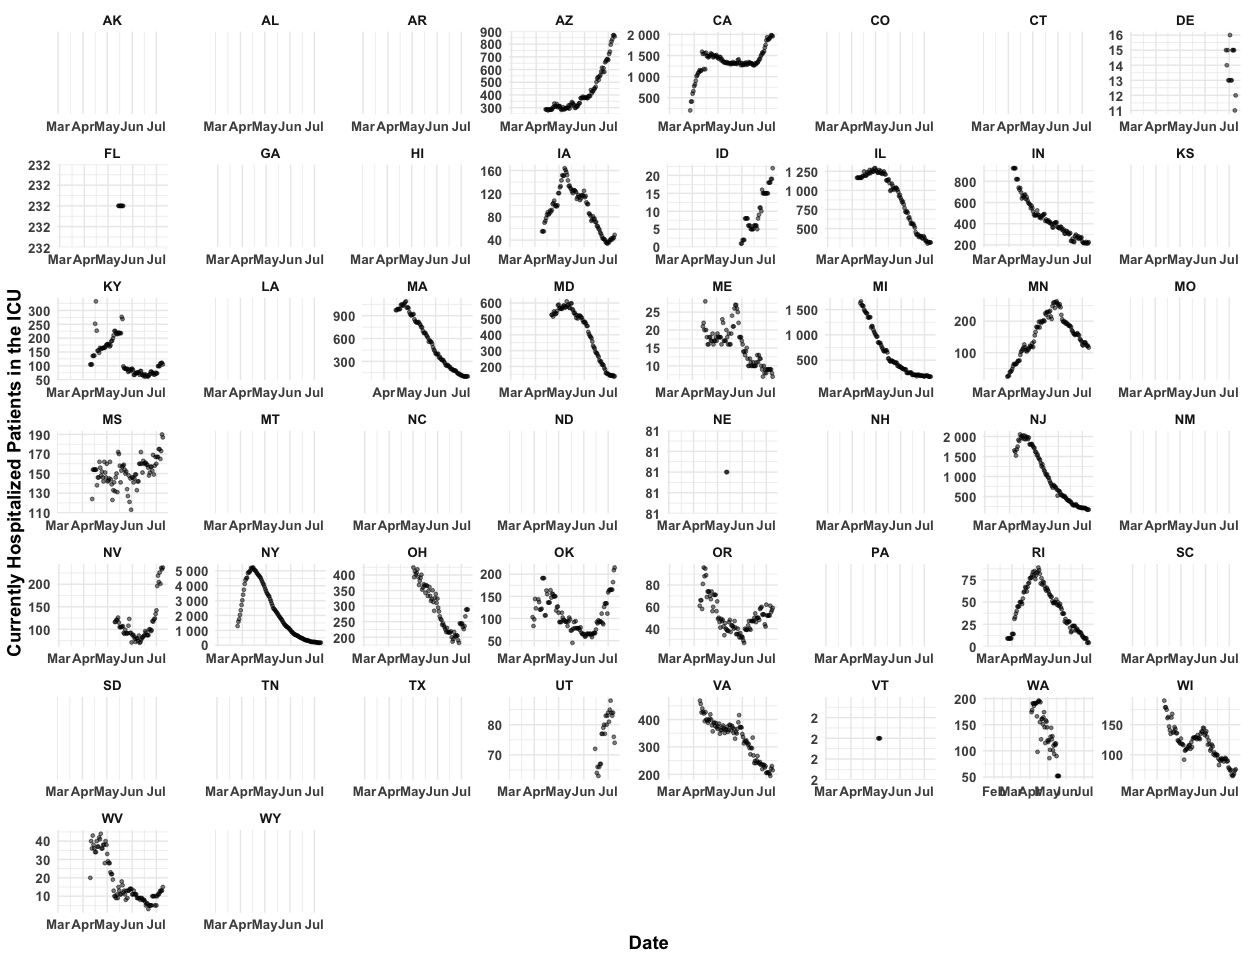 Currently Hospitalized Patients in the ICU
AK AL AR AZ CA CO CT DE
900 800 700 600 500 400 300
2 000 1 500 1 000 500
16 15 14 13 12 11
Mar Apr May Jun Jul Mar Apr May Jun Jul Mar Apr May Jun Jul Mar Apr May Jun Jul Mar Apr May Jun Jul Mar Apr May Jun Jul Mar Apr May Jun Jul Mar Apr May Jun Jul
FL GA HI IA ID IL IN KS
232 232 232 232 232
160 120 80 40
20 15 10 5 0
1 250 1 000 750 500
800 600 400 200
Mar Apr May Jun Jul Mar Apr May Jun Jul Mar Apr May Jun Jul Mar Apr May Jun Jul Mar Apr May Jun Jul Mar Apr May Jun Jul Mar Apr May Jun Jul Mar Apr May Jun Jul
KY LA MA MD ME MI MN MO
300 250 200 150 100 50
900 600 300
600 500 400 300 200
25 20 15 10
1 500 1 000 500
200 100
Mar Apr May Jun Jul Mar Apr May Jun Jul Apr May Jun Jul Mar Apr May Jun Jul Mar Apr May Jun Jul Mar Apr May Jun Jul Mar Apr May Jun Jul Mar Apr May Jun Jul
MS MT NC ND NE NH NJ NM
190 170 150 130 110
81 81 81 81 81
2 000 1 500 1 000 500
Mar Apr May Jun Jul Mar Apr May Jun Jul Mar Apr May Jun Jul Mar Apr May Jun Jul Mar Apr May Jun Jul Mar Apr May Jun Jul Mar Apr May Jun Jul Mar Apr May Jun Jul
NV NY OH OK OR PA RI SC
200 150 100
5 000 4 000 3 000 2 000 1 000 0
400 350 300 250 200
200 150 100 50
80 60 40
75 50 25 0
Mar Apr May Jun Jul Mar Apr May Jun Jul Mar Apr May Jun Jul Mar Apr May Jun Jul Mar Apr May Jun Jul Mar Apr May Jun Jul Mar Apr May Jun Jul Mar Apr May Jun Jul
SD TN TX UT VA VT WA WI
80 70
400 300 200
2 2 2 2
200 150 100 50
150 100
Mar Apr May Jun Jul Mar Apr May Jun Jul Mar Apr May Jun Jul Mar Apr May Jun Jul Mar Apr May Jun Jul Mar Apr May Jun Jul Feb Mar Apr May Jun Jul Mar Apr May Jun Jul
WV WY
40 30 20 10
Mar Apr May Jun Jul Mar Apr May Jun Jul
Date